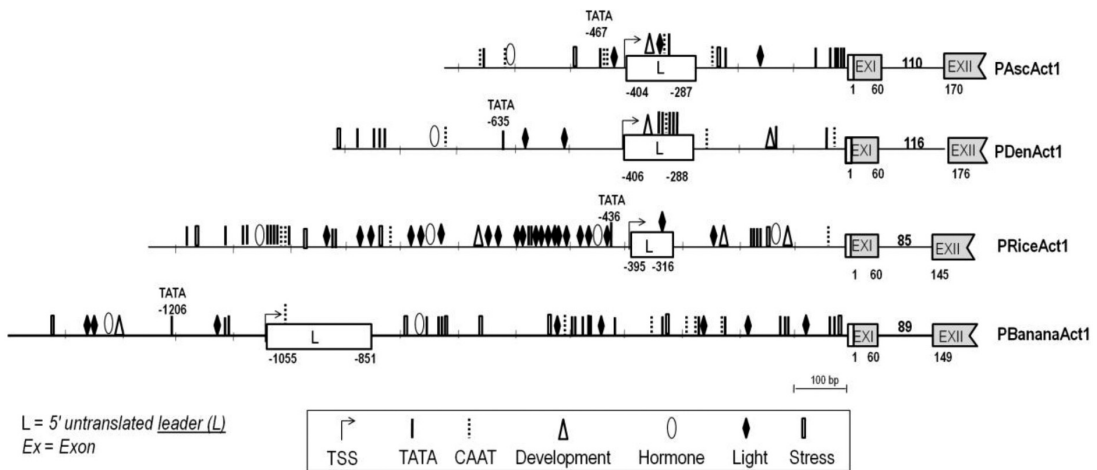 TATA
-467
L
EXI
110
EXII
PAscAct1
-404 -287
1 60
170
TATA
-635
L
EXI
116
EXII
PDenAct1
-406 -288
1 60
176
TATA
-436
L
EXI
85
EXII
PRiceAct1
-395 -316
1 60
145
TATA
-1206
L
EXI
89
EXII
PBananaAct1
-1055 -851
1 60
149
100 bp
L = 5' untranslated leader (L)
Ex = Exon
TSS TATA CAAT Development Hormone Light Stress